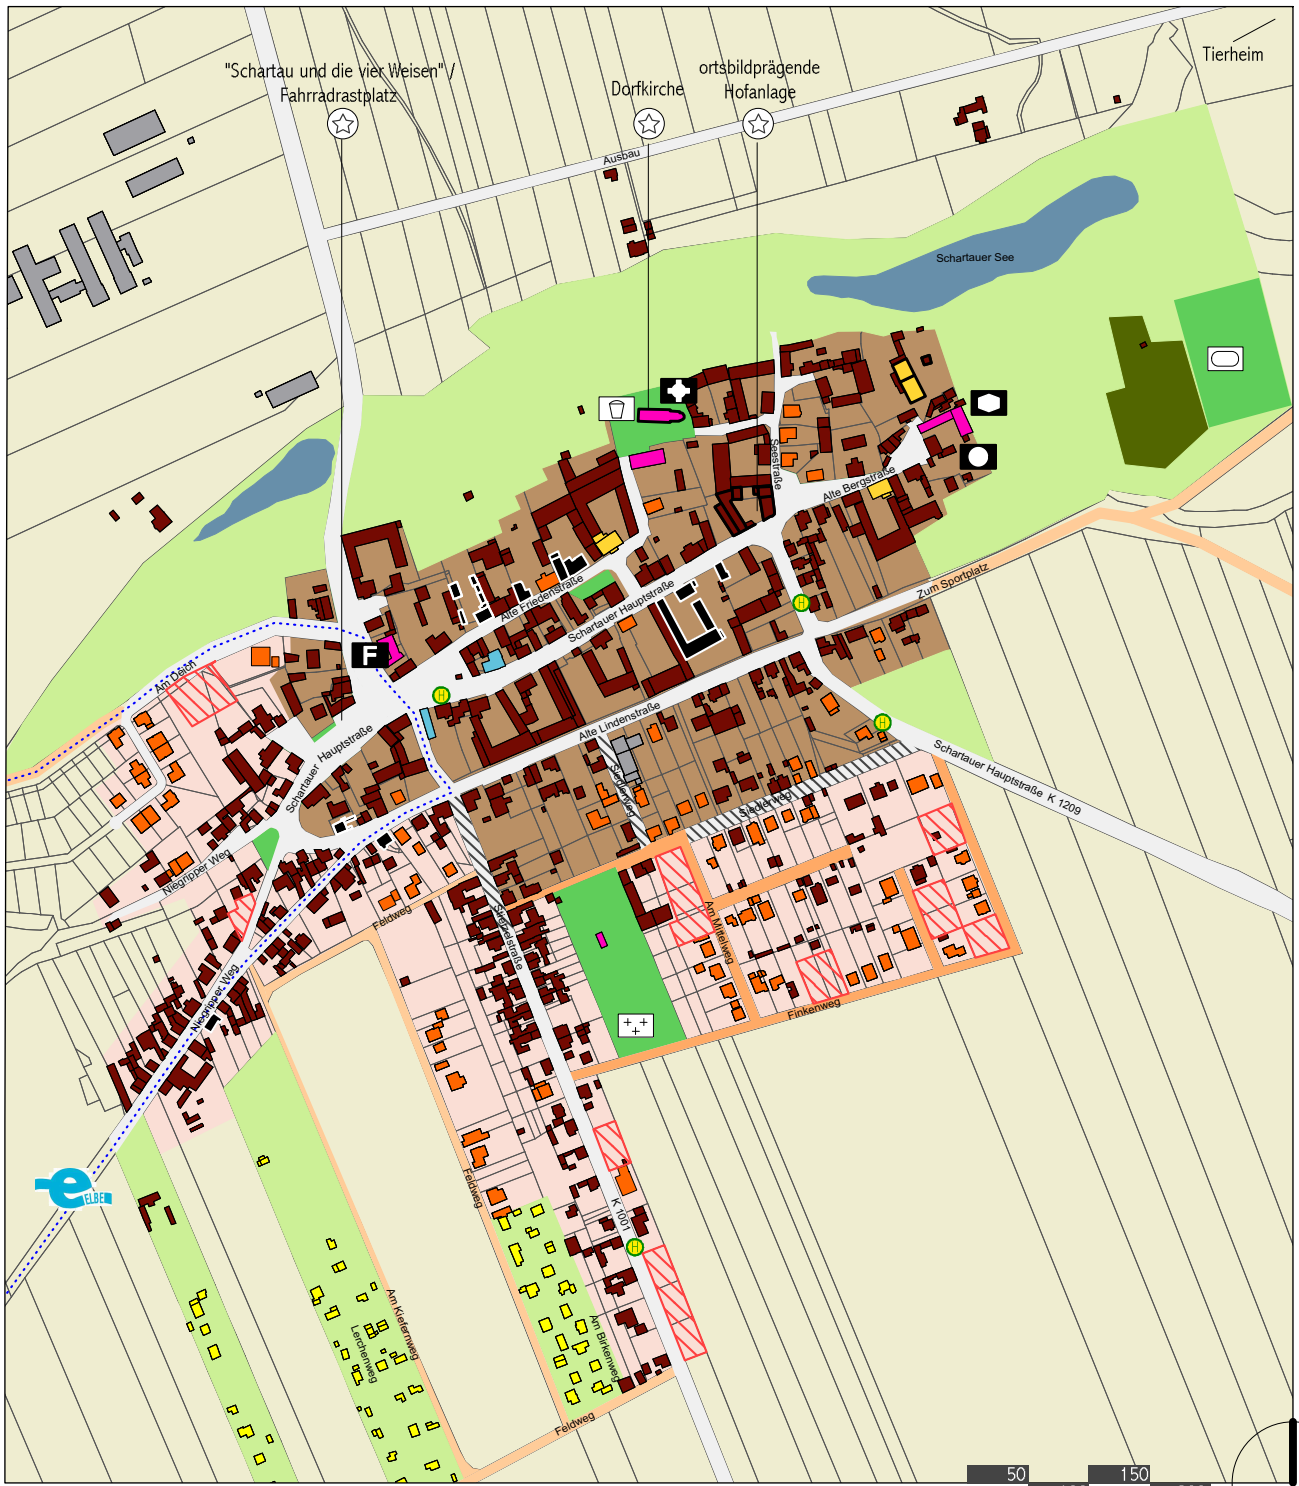 Tierheim
"Schartau und die vier Weisen" /
Fahrradrastplatz
Dorfkirche
ortsbildprägende
Hofanlage
Ausbau
Schartauer See
Seestraße
Alte Bergstraße
Zum Sportplatz
Alte Friedenstraße
Schartauer Hauptstraße
H
F
H
Am Deich
Alte Lindenstraße
H
Schartauer Hauptstraße
Schartauer Hauptstraße K 1209
Siedlerweg
Siedlerweg
Niegripper Weg
Feldweg
Am Mittelweg
Niegripper Weg
Finkenweg
Feldweg
e
ELBE
K 1001
H
Am Kiefernweg
Lerchenweg
Am Birkenweg
Feldweg
50
150